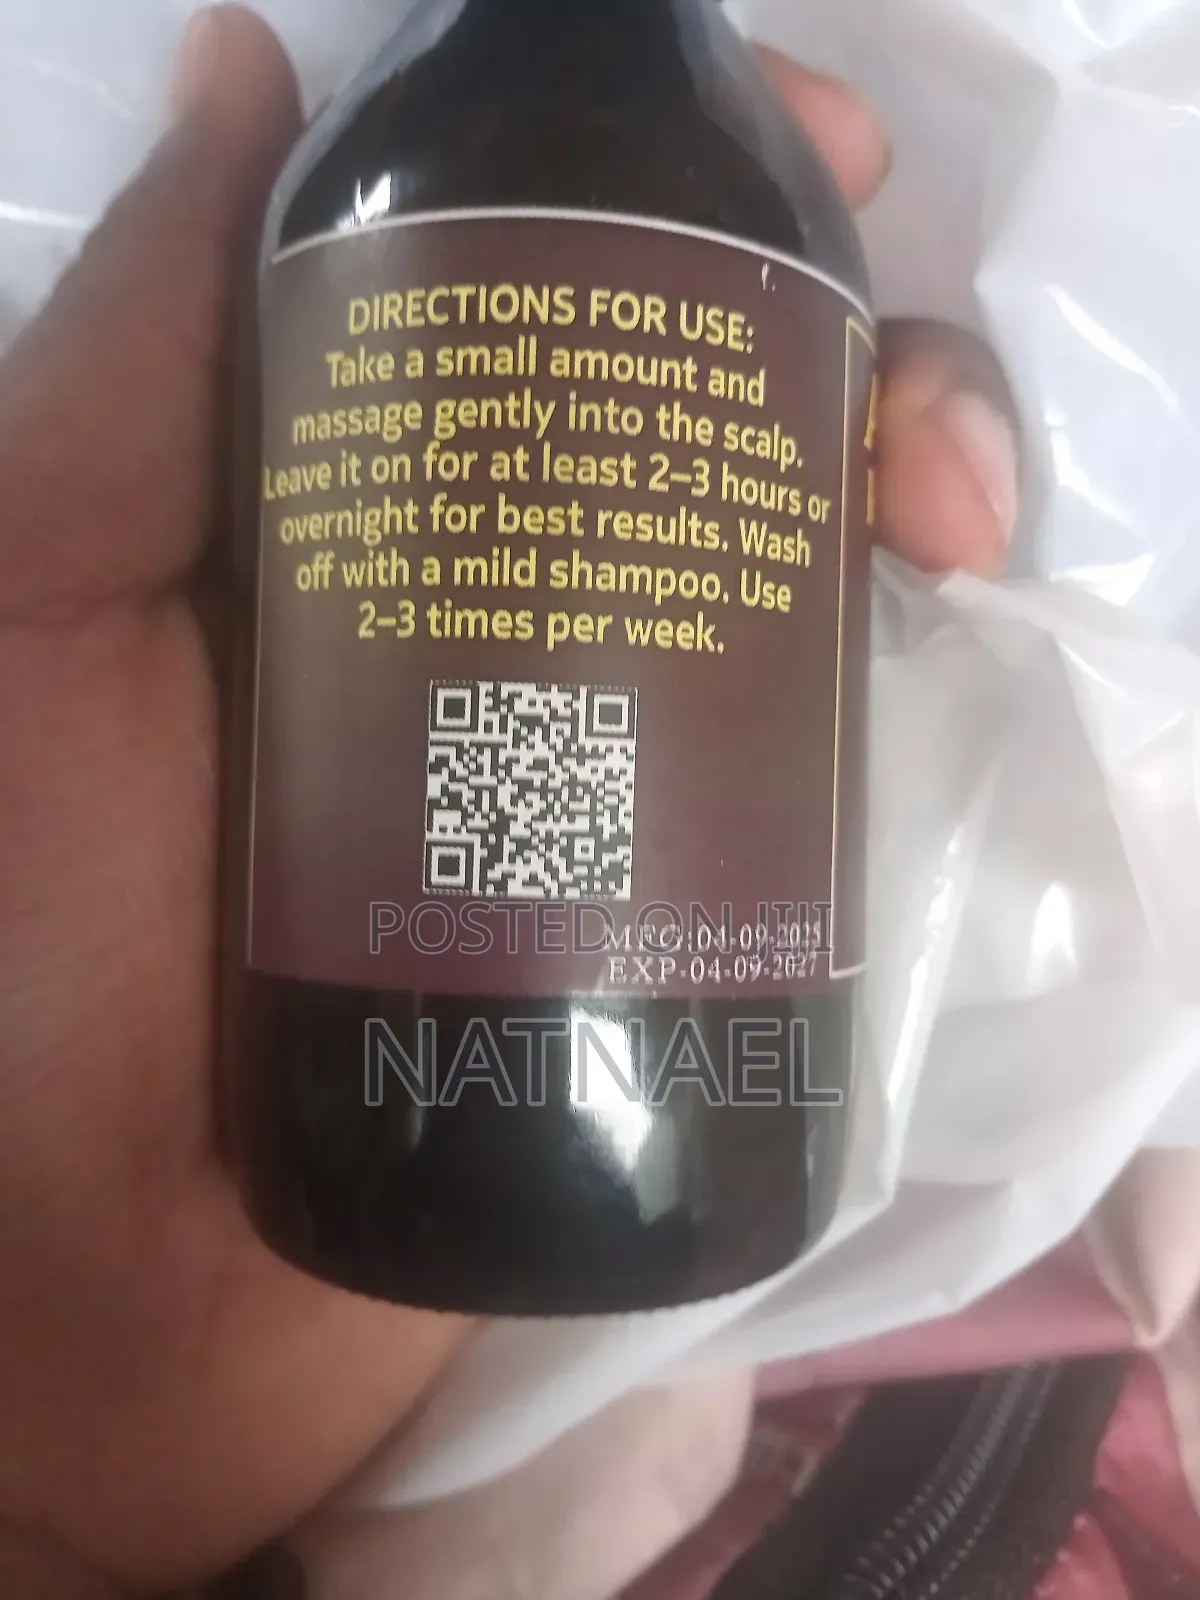 DIRECTIONS FOR USE:
Take a small amount and
massage gently into the scalp.
Leave it on for at least 2–3 hours or
overnight for best results. Wash
off with a mild shampoo. Use
2–3 times per week.
POSTED ON JIJI
MFG:04-09-2025
EXP.04-09-2027
NATNAEL